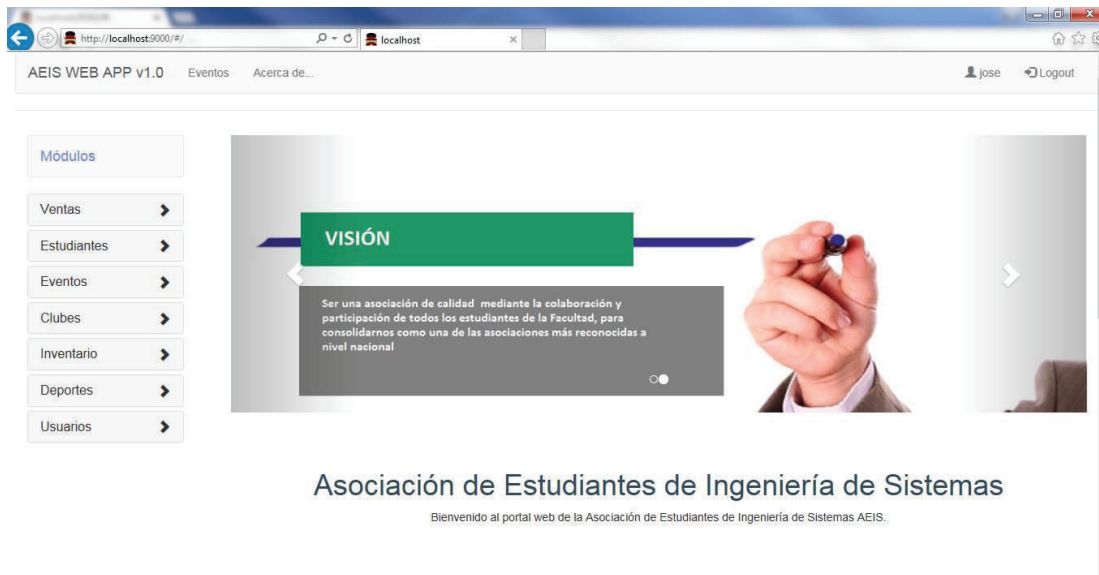 http://localhost:9000/#/
localhost
AEIS WEB APP v1.0 Eventos Acerca de... jose Logout
Módulos
Ventas
Estudiantes
Eventos
Clubes
Inventario
Deportes
Usuarios
VISIÓN
Ser una asociación de calidad mediante la colaboración y
participación de todos los estudiantes de la Facultad, para
consolidarnos como una de las asociaciones más reconocidas a
nivel nacional
Asociación de Estudiantes de Ingeniería de Sistemas
Bienvenido al portal web de la Asociación de Estudiantes de Ingeniería de Sistemas AEIS.